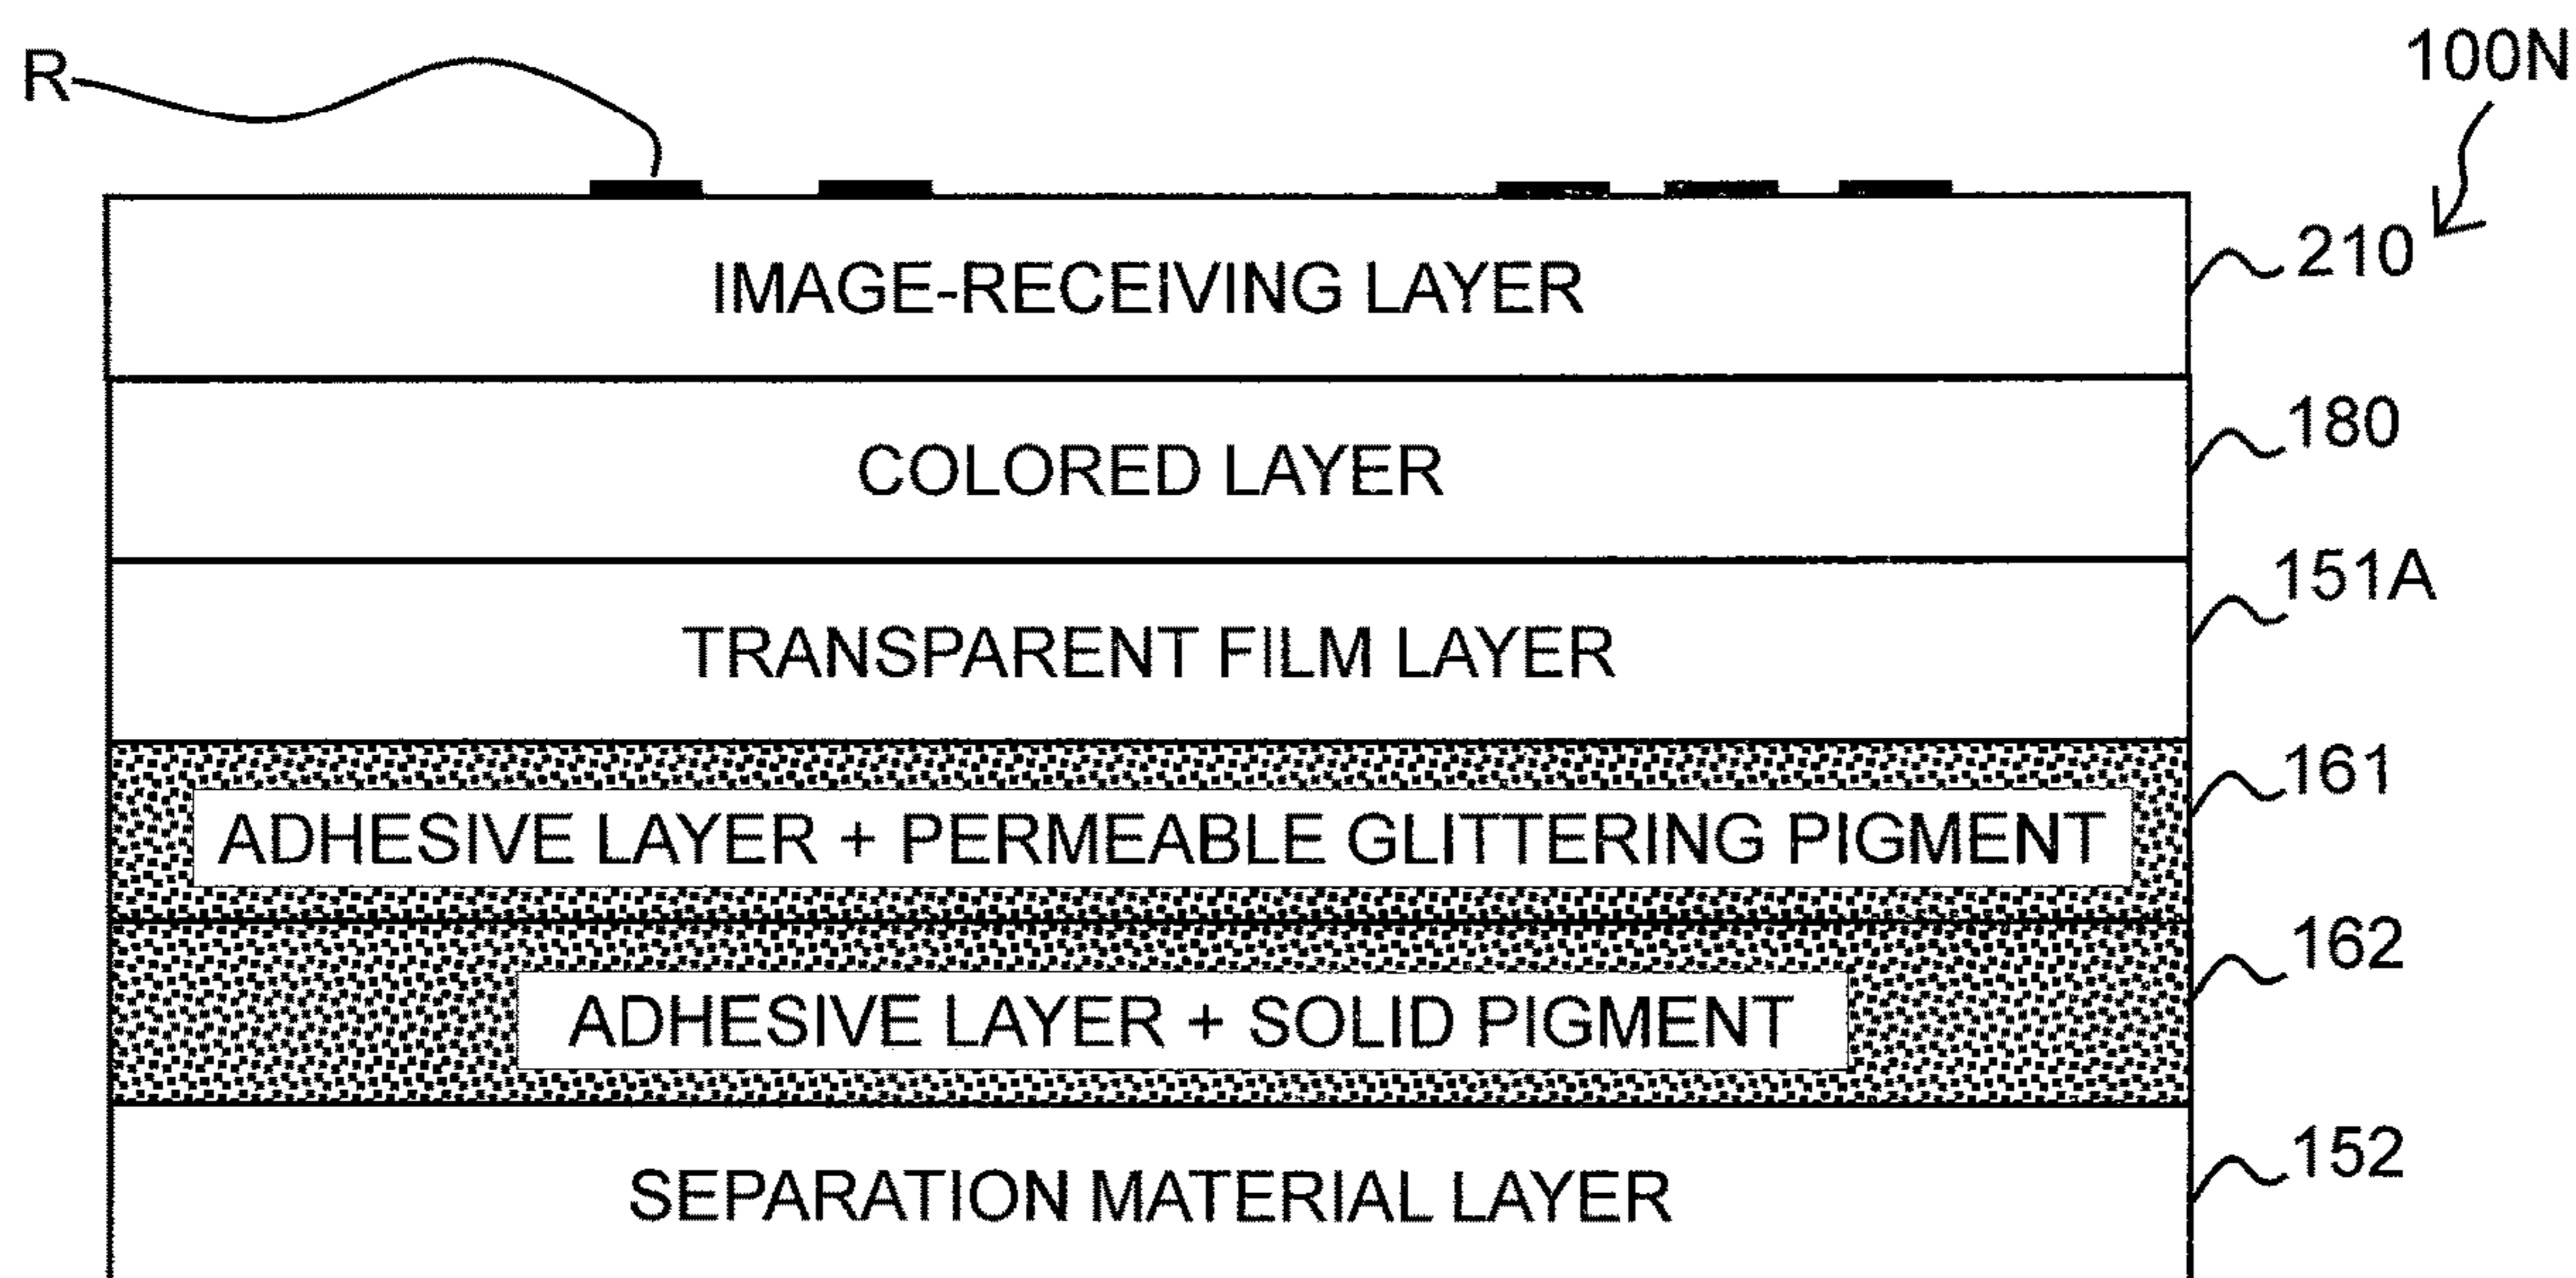 R
100N
IMAGE-RECEIVING LAYER
210
COLORED LAYER
180
TRANSPARENT FILM LAYER
151A
ADHESIVE LAYER + PERMEABLE GLITTERING PIGMENT
161
ADHESIVE LAYER + SOLID PIGMENT
162
SEPARATION MATERIAL LAYER
152